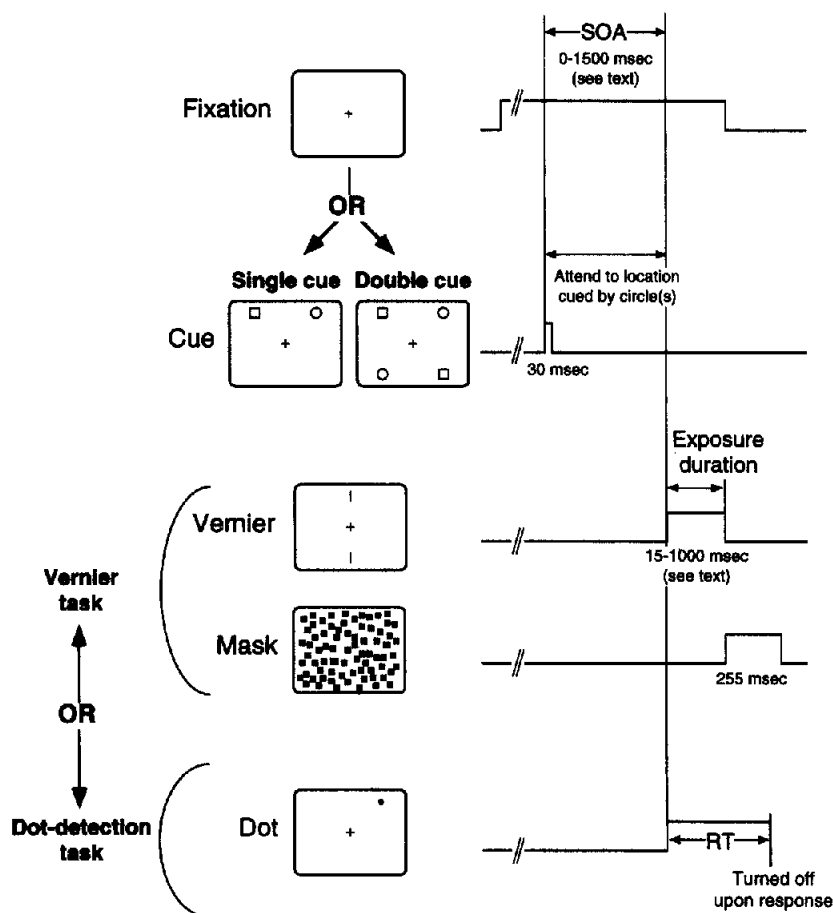 SOA
0-1500 msec
(see text)
Fixation
OR
Single cue Double cue
Attend to location
cued by circle(s)
Cue
30 msec
Exposure
duration
Vernier
15-1000 msec
(see text)
Vernier
task
Mask
255 msec
OR
Dot-detection
task
Dot
RT
Turned off
upon response